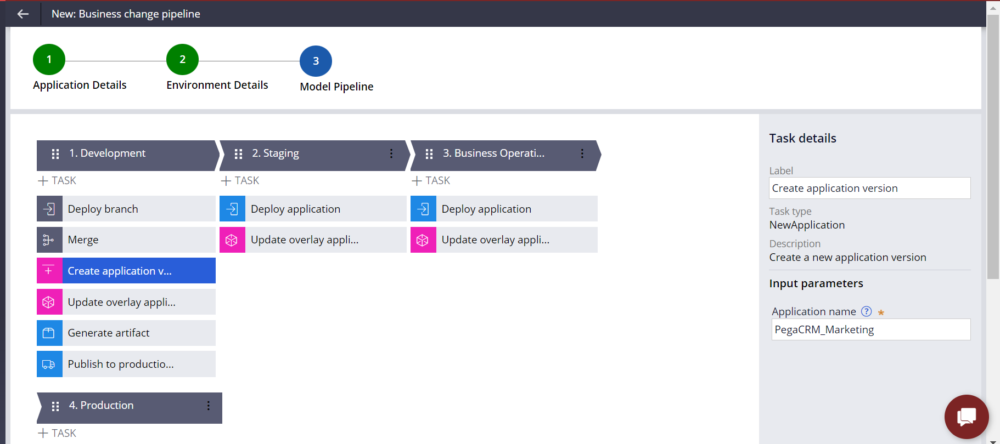 New: Business change pipeline
1
2
3
Application Details
Environment Details
Model Pipeline
1. Development
2. Staging
3. Business Operati...
+ TASK
+ TASK
+ TASK
Deploy branch
Deploy application
Deploy application
Merge
Update overlay appli...
Update overlay appli...
Create application v...
Update overlay appli...
Generate artifact
Publish to productio...
4. Production
+ TASK
Task details
Label
Create application version
Task type
NewApplication
Description
Create a new application version
Input parameters
Application name ? *
PegaCRM_Marketing